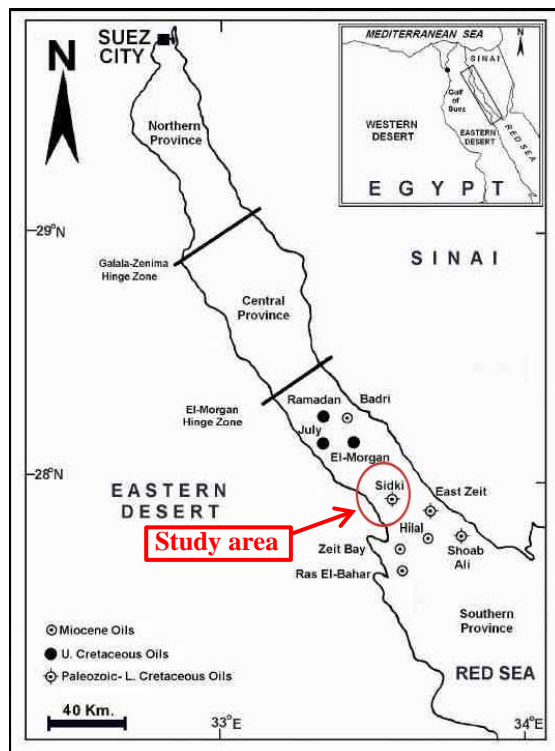 SUEZ
CITY
N
Northern
Province
MEDITERRANEAN SEA
N
SINAI
Gulf
of
Suez
WESTERN
DESERT
EASTERN
DESERT
RED SEA
EGYPT
29°N
Galala-Zenima
Hinge Zone
SINAI
Central
Province
El-Morgan
Hinge Zone
Ramadan
Badri
July
El-Morgan
28°N
EASTERN
DESERT
Sidki
East Zeit
Study area
Hilal
Zeit Bay
Shoab
Ali
Ras El-Bahar
Southern
Province
Miocene Oils
U. Cretaceous Oils
Paleozoic- L. Cretaceous Oils
RED SEA
40 Km.
33°E
34°E